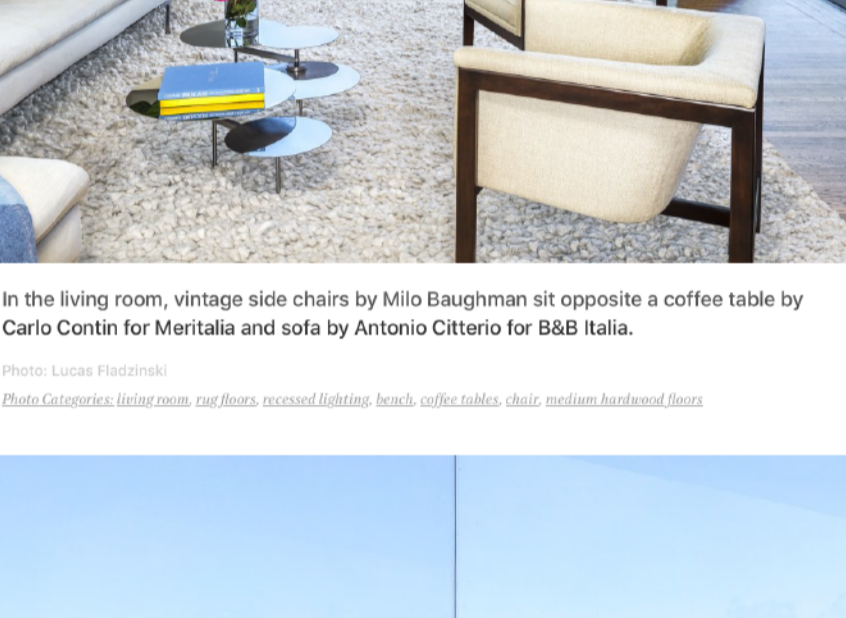 In the living room, vintage side chairs by Milo Baughman sit opposite a coffee table by
Carlo Contin for Meritalia and sofa by Antonio Citterio for B&B Italia.
Photo: Lucas Fladzinski
Photo Categories: living room, rug floors, recessed lighting, bench, coffee tables, chair, medium hardwood floors